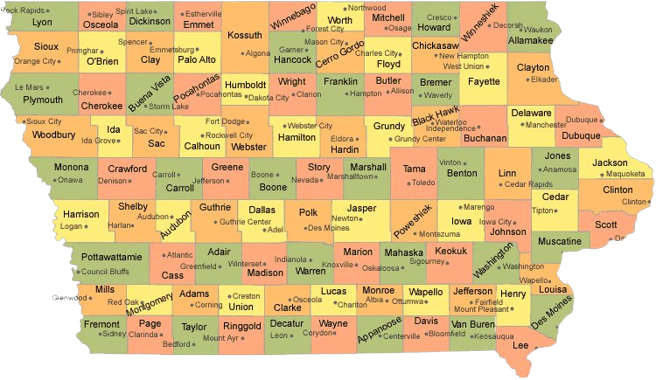 Rock Rapids
Lyon
Sibley
Osceola
Spirit Lake
Dickinson
Estherville
Emmet
Winnebago
Forest City
Northwood
Worth
Mitchell
Osage
Cresco
Howard
Winneshiek
Decorah
Waukon
Allamakee
Sioux
Orange City
Primghar
O'Brien
Spencer
Clay
Emmetsburg
Palo Alto
Kossuth
Algona
Garner
Hancock
Mason City
Cerro Gordo
Charles City
Floyd
Chickasaw
New Hampton
West Union
Fayette
Clayton
Elkader
Le Mars
Plymouth
Cherokee
Cherokee
Buena Vista
Storm Lake
Pocahontas
Pocahontas
Humboldt
Dakota City
Wright
Clarion
Franklin
Hampton
Butler
Allison
Bremer
Waverly
Black Hawk
Waterloo
Independence
Buchanan
Delaware
Manchester
Dubuque
Dubuque
Sioux City
Woodbury
Ida
Ida Grove
Sac City
Sac
Rockwell City
Calhoun
Fort Dodge
Webster
Webster City
Hamilton
Eldora
Hardin
Grundy
Grundy Center
Monona
Onawa
Crawford
Denison
Carroll
Carroll
Greene
Jefferson
Boone
Boone
Story
Nevada
Marshall
Marshalltown
Tama
Toledo
Vinton
Benton
Linn
Cedar Rapids
Jones
Anamosa
Jackson
Maquoketa
Clinton
Clinton
Harrison
Logan
Shelby
Harlan
Audubon
Audubon
Guthrie
Guthrie Center
Dallas
Adel
Polk
Des Moines
Jasper
Newton
Poweshiek
Montezuma
Marengo
Iowa
Iowa City
Johnson
Cedar
Tipton
Scott
Muscatine
Pottawattamie
Council Bluffs
Atlantic
Cass
Adair
Greenfield
Winterset
Madison
Indianola
Warren
Marion
Knoxville
Mahaska
Oskaloosa
Keokuk
Sigourney
Washington
Washington
Wapello
Louisa
Glenwood
Mills
Red Oak
Montgomery
Adams
Corning
Creston
Union
Osceola
Clarke
Lucas
Chariton
Monroe
Albia
Wapello
Ottumwa
Jefferson
Fairfield
Mount Pleasant
Henry
Des Moines
Fremont
Sidney
Page
Clarinda
Taylor
Bedford
Ringgold
Mount Ayr
Decatur
Leon
Wayne
Corydon
Appanoose
Centerville
Davis
Bloomfield
Van Buren
Keosauqua
Lee